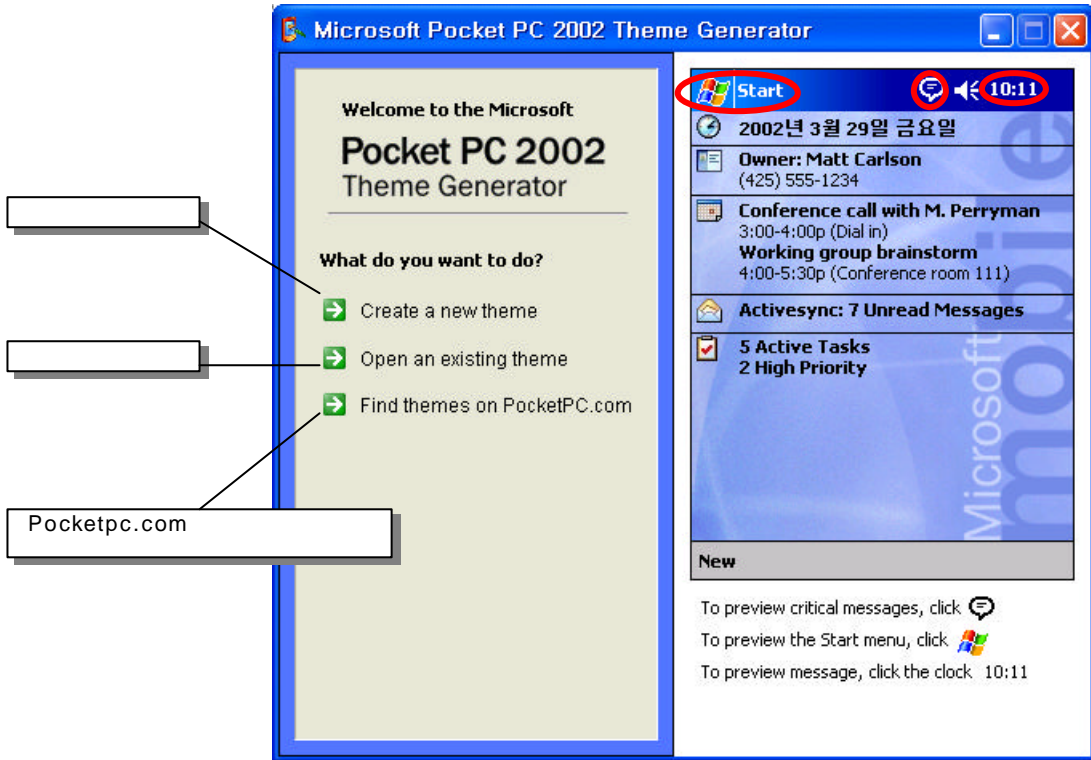 Microsoft Pocket PC 2002 Theme Generator
Welcome to the Microsoft
Pocket PC 2002
Theme Generator
What do you want to do?
Create a new theme
Open an existing theme
Find themes on PocketPC.com
Pocketpc.com
Start
10:11
2002년 3월 29일 금요일
Owner: Matt Carlson
(425) 555-1234
Conference call with M. Perryman
3:00-4:00p (Dial in)
Working group brainstorm
4:00-5:30p (Conference room 111)
Activesync: 7 Unread Messages
5 Active Tasks
2 High Priority
Microsoft
mobile
New
To preview critical messages, click
To preview the Start menu, click
To preview message, click the clock 10:11